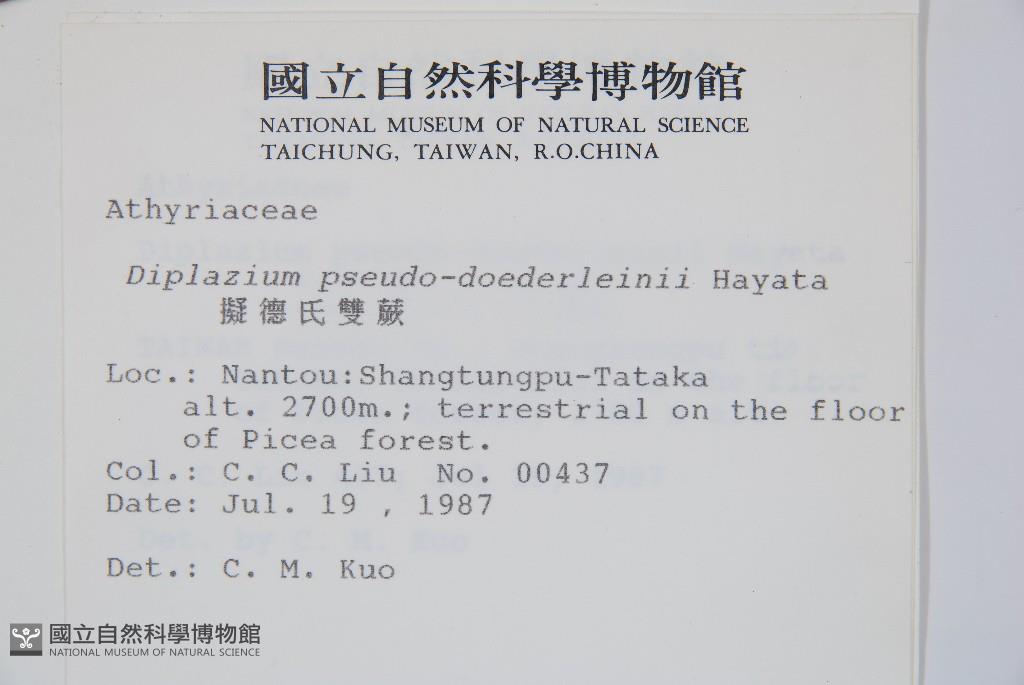 國立自然科學博物館
NATIONAL MUSEUM OF NATURAL SCIENCE
TAICHUNG, TAIWAN, R.O.CHINA
Athyriaceae
Diplazium pseudo-doederleinii Hayata
擬德氏雙蕨
Loc.: Nantou:Shangtungpu-Tataka
alt. 2700m.; terrestrial on the floor
of Picea forest.
Col.: C. C. Liu No. 00437
Date: Jul. 19 , 1987
Det.: C. M. Kuo
國立自然科學博物館
NATIONAL MUSEUM OF NATURAL SCIENCE